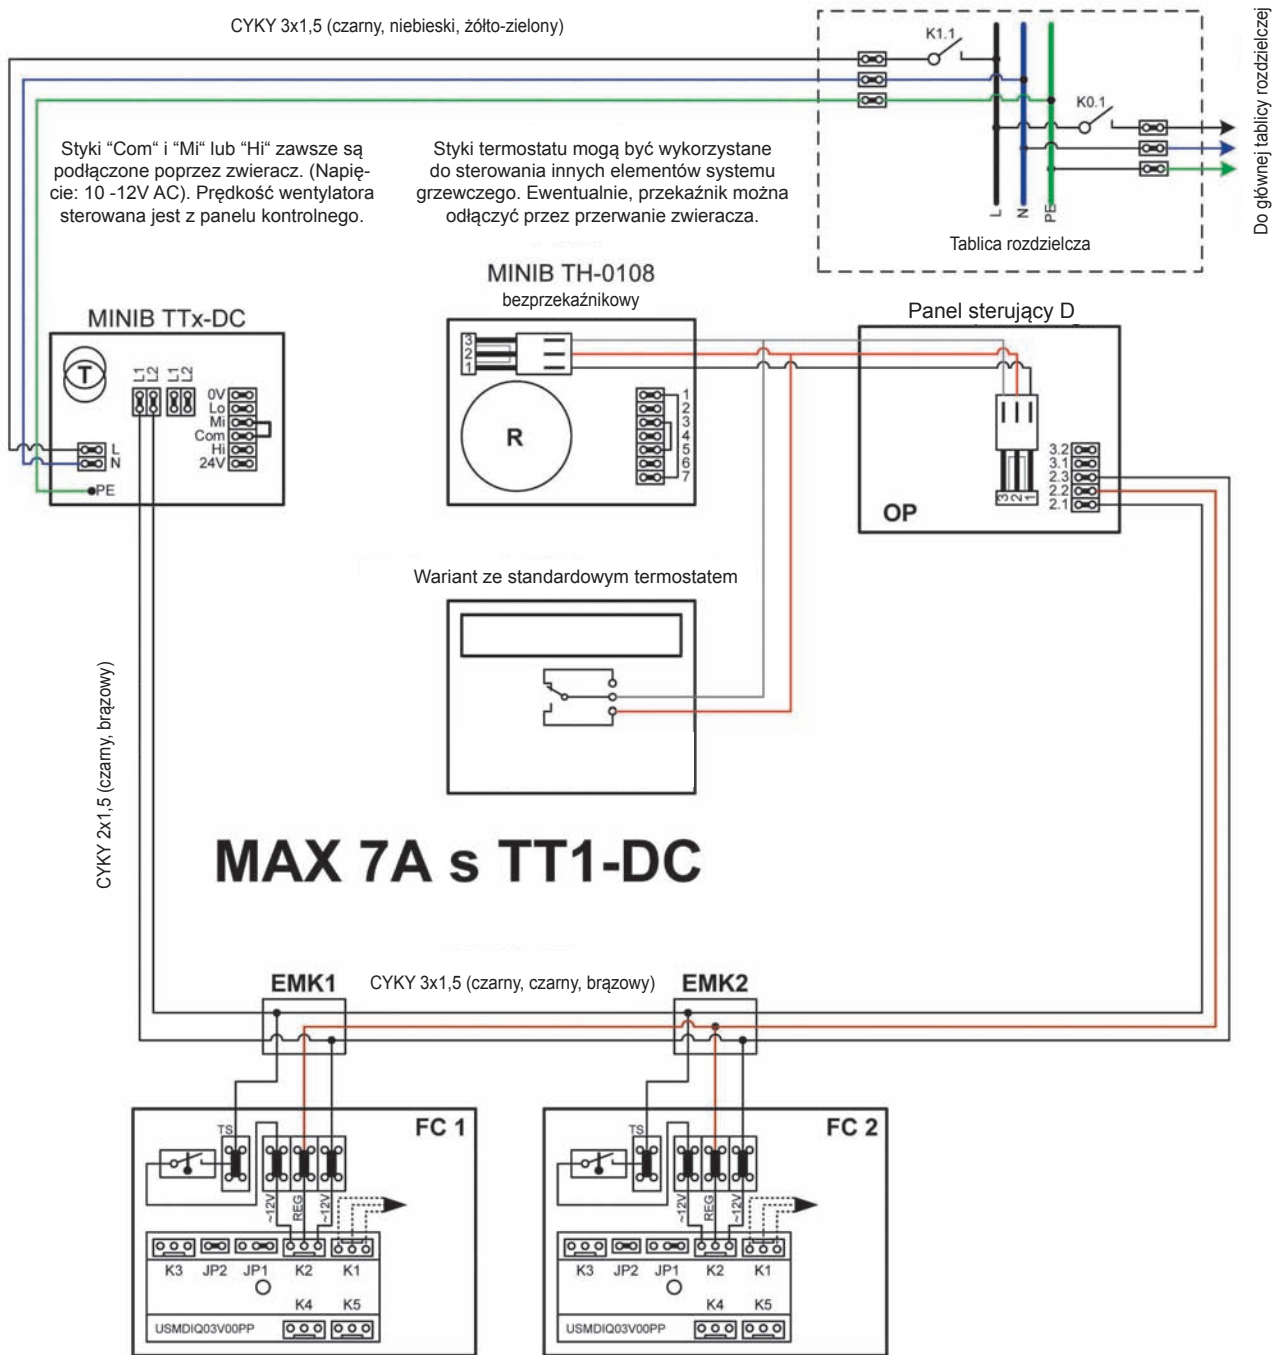 CYKY 3x1,5 (czarny, niebieski, żółto-zielony)
K1.1
K0.1
L
N
PE
Tablica rozdzielcza
Do głównej tablicy rozdzielczej
Styki “Com“ i “Mi“ lub “Hi“ zawsze są
podłączone poprzez zwieracz. (Napię-
cie: 10 -12V AC). Prędkość wentylatora
sterowana jest z panelu kontrolnego.
Styki termostatu mogą być wykorzystane
do sterowania innych elementów systemu
grzewczego. Ewentualnie, przekaźnik można
odłączyć przez przerwanie zwieracza.
MINIB TTx-DC
T
L1
L2
L1
L2
0V
Lo
Mi
Com
Hi
24V
L
N
PE
MINIB TH-0108
bezprzekaźnikowy
3
2
1
R
1
2
3
4
5
6
7
Panel sterujący D
3
2
1
3.2
3.1
2.3
2.2
2.1
OP
Wariant ze standardowym termostatem
CYKY 2x1,5 (czarny, brązowy)
MAX 7A s TT1-DC
EMK1
CYKY 3x1,5 (czarny, czarny, brązowy)
EMK2
FC 1
TS
~12V
REG
~12V
K3
JP2
JP1
K2
K1
K4
K5
USMDIQ03V00PP
FC 2
TS
~12V
REG
~12V
K3
JP2
JP1
K2
K1
K4
K5
USMDIQ03V00PP